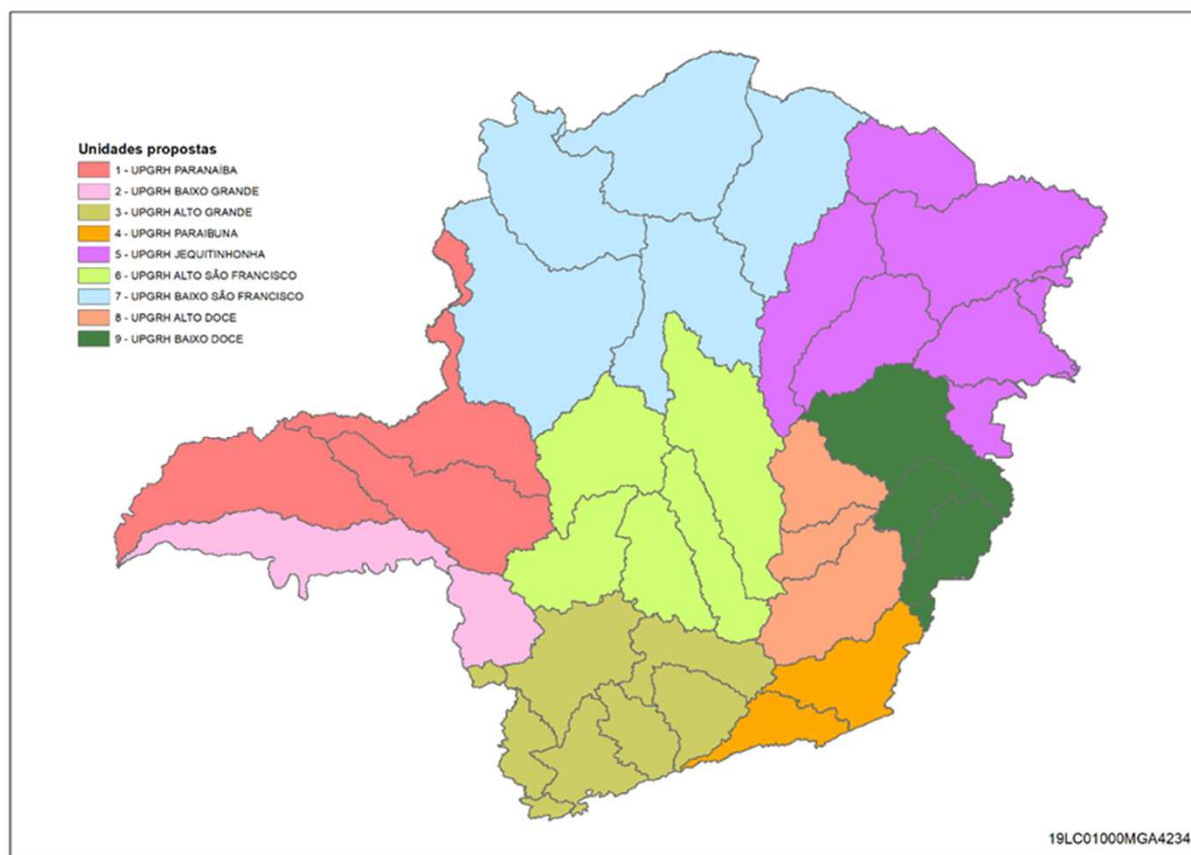 Unidades propostas
1 - UPGRH PARANAÍBA
2 - UPGRH BAIXO GRANDE
3 - UPGRH ALTO GRANDE
4 - UPGRH PARAIBUNA
5 - UPGRH JEQUITINHONHA
6 - UPGRH ALTO SÃO FRANCISCO
7 - UPGRH BAIXO SÃO FRANCISCO
8 - UPGRH ALTO DOCE
9 - UPGRH BAIXO DOCE
19LC01000MGA4234